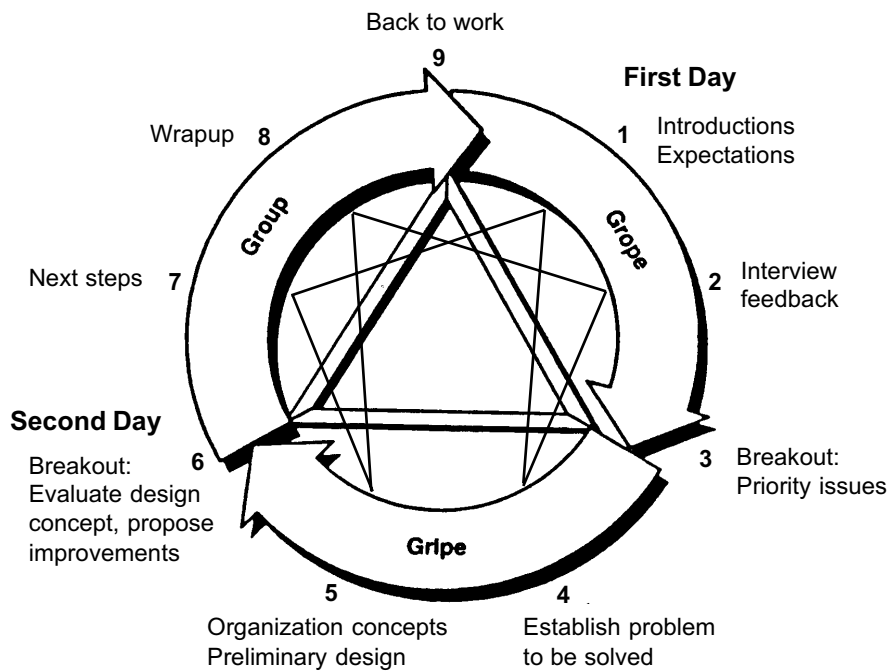 Back to work
9
First Day
1
Introductions
Expectations
Grope
2
Interview
feedback
3
Breakout:
Priority issues
Gripe
4
Establish problem
to be solved
5
Organization concepts
Preliminary design
Second Day
6
Breakout:
Evaluate design
concept, propose
improvements
7
Next steps
Group
8
Wrapup